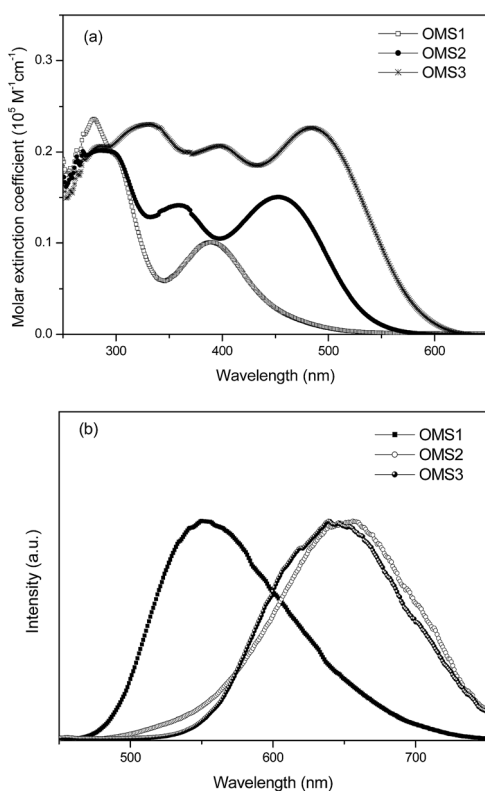 (a)
OMS1
OMS2
OMS3
Molar extinction coefficient (10⁵ M⁻¹cm⁻¹)
0.3
0.2
0.1
0.0
300 400 500 600
Wavelength (nm)
(b)
OMS1
OMS2
OMS3
Intensity (a.u.)
500 600 700
Wavelength (nm)